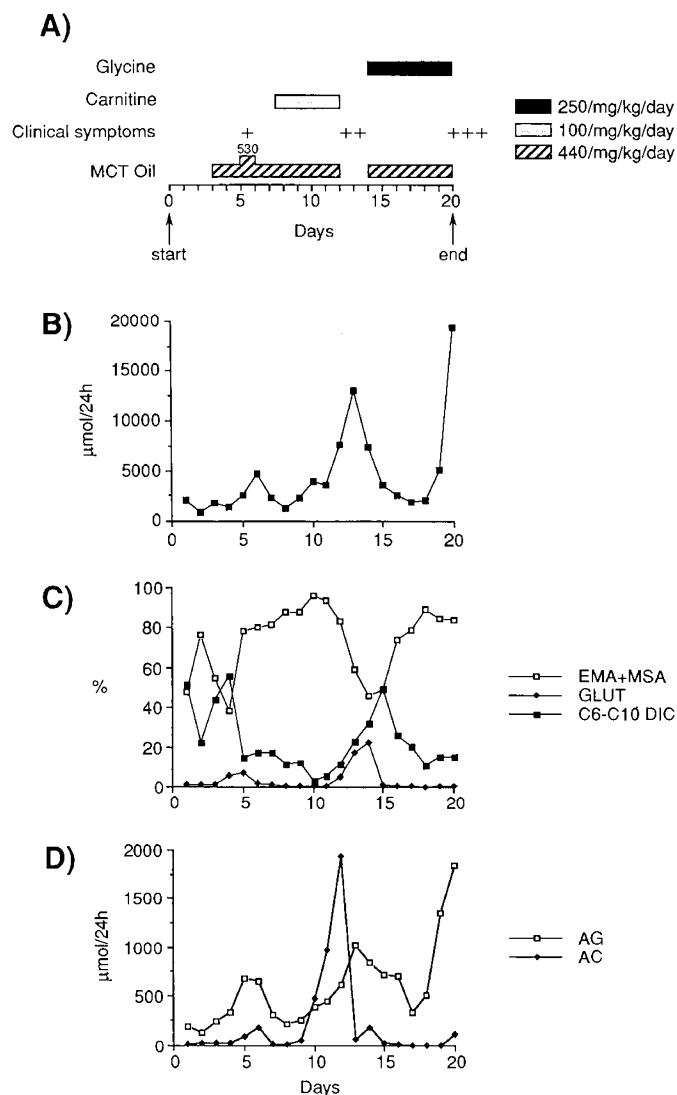 A)
Glycine
Carnitine
Clinical symptoms + ++ +++
530
MCT Oil
250/mg/kg/day
100/mg/kg/day
440/mg/kg/day
0 5 10 15 20
Days
start end
B)
20000
15000
10000
5000
0
μmol/24h
0 5 10 15 20
C)
100
80
60
40
20
0
%
0 5 10 15 20
EMA+MSA
GLUT
C6-C10 DIC
D)
2000
1500
1000
500
0
μmol/24h
0 5 10 15 20
Days
AG
AC